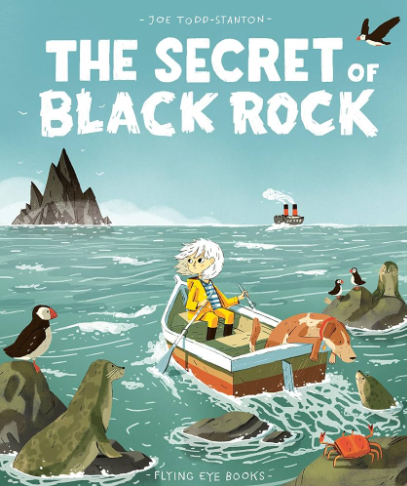 - JOE TODD-STANTON -
THE SECRET OF
BLACK ROCK
- FLYING EYE BOOKS -